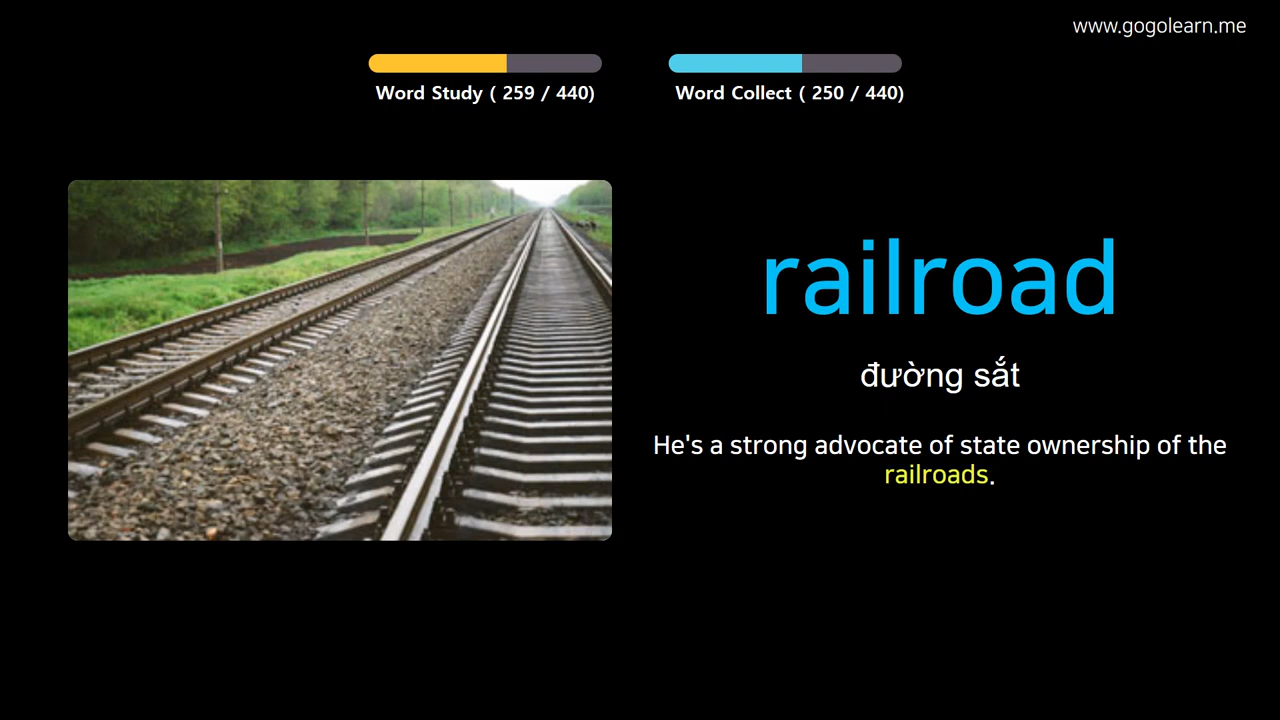 www.gogolearn.me
Word Study ( 259 / 440)
Word Collect ( 250 / 440)
railroad
đường sắt
He's a strong advocate of state ownership of the
railroads.